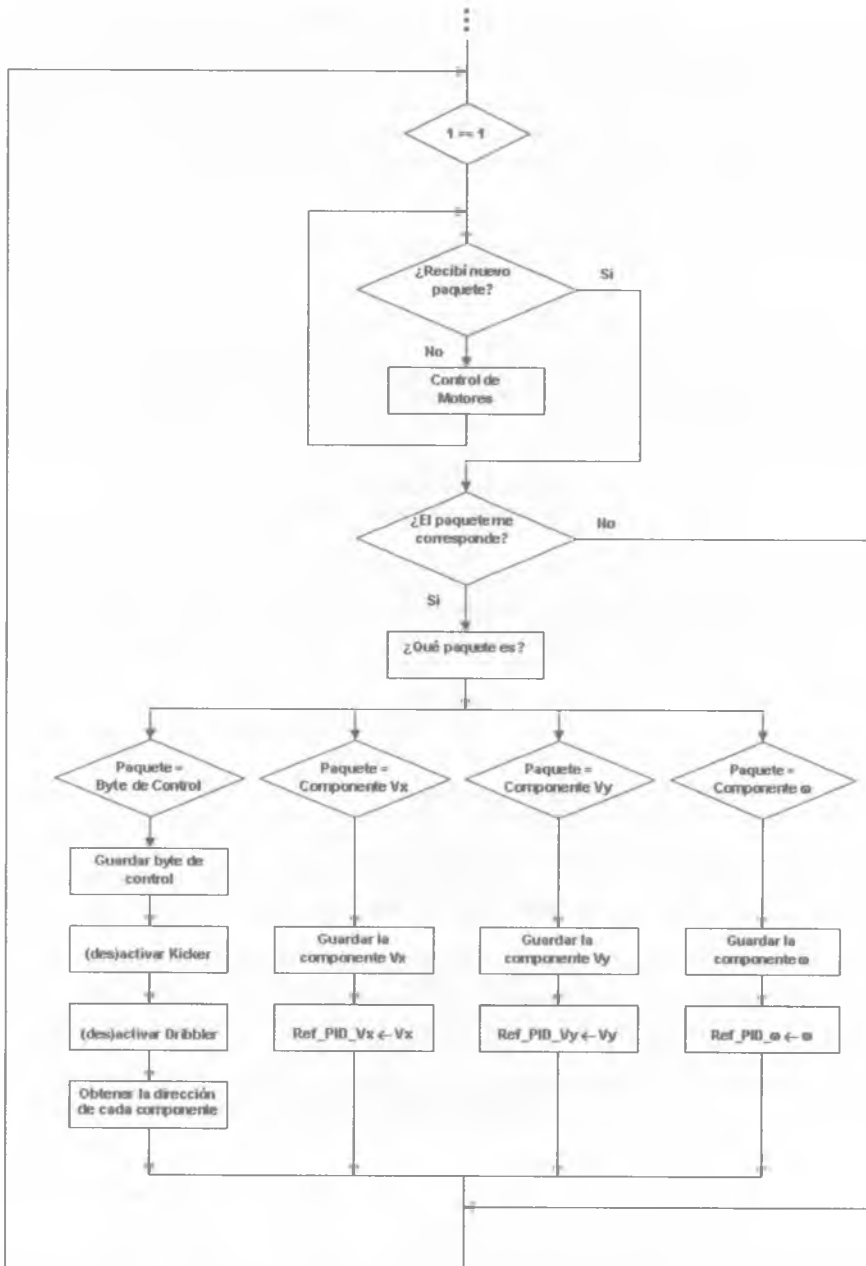 1 == 1
¿Recibí nuevo
paquete?
Si
No
Control de
Motores
¿El paquete me
corresponde?
No
Si
¿Qué paquete es?
Paquete =
Byte de Control
Paquete =
Componente Vx
Paquete =
Componente Vy
Paquete =
Componente ω
Guardar byte de
control
(des)activar Kicker
Guardar la
componente Vx
Guardar la
componente Vy
Guardar la
componente ω
(des)activar Dribbler
Ref_PID_Vx ← Vx
Ref_PID_Vy ← Vy
Ref_PID_ω ← ω
Obtener la dirección
de cada componente